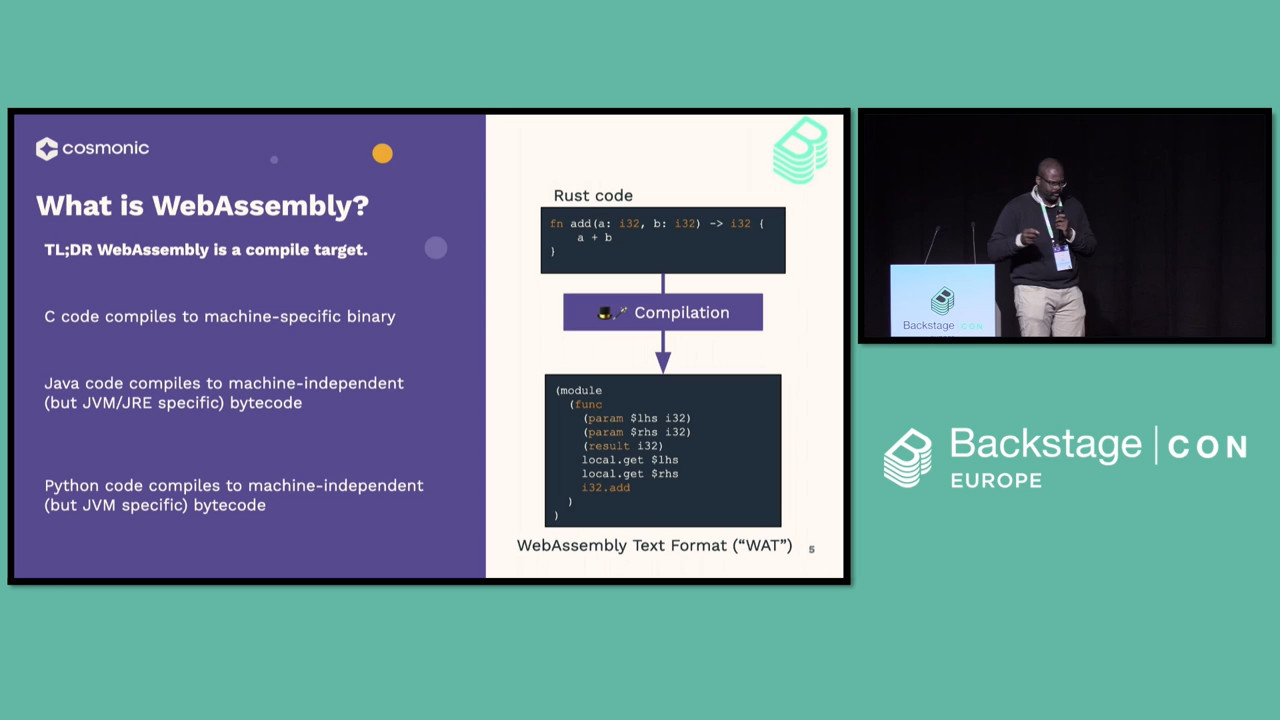 cosmonic
What is WebAssembly?
TL;DR WebAssembly is a compile target.
C code compiles to machine-specific binary
Java code compiles to machine-independent
(but JVM/JRE specific) bytecode
Python code compiles to machine-independent
(but JVM specific) bytecode
Rust code
fn add(a: i32, b: i32) -> i32 {
a + b
}
Compilation
(module
(func
(param $lhs i32)
(param $rhs i32)
(result i32)
local.get $lhs
local.get $rhs
i32.add
)
)
WebAssembly Text Format (“WAT”)
5
Backstage CON
Backstage | CON
EUROPE